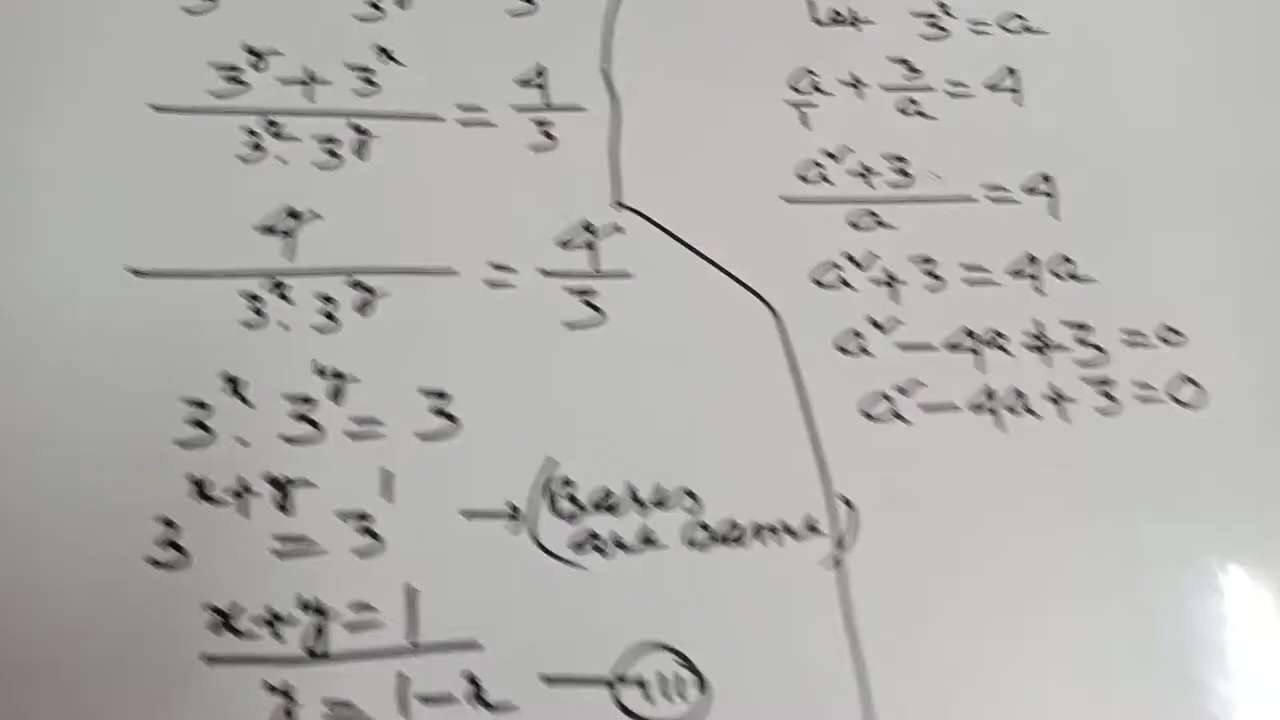 3^y + 3^x / 3^x . 3^y = 4/3
4 / 3^x . 3^y = 4/3
3^x . 3^y = 3
3^(x+y) = 3^1 → (Bases
are same)
x+y=1
y = 1-x — (III)
Let 3^x = a
a/1 + 3/a = 4
a²+3 / a = 4
a²+3 = 4a
a²-4a+3=0
a²-4a+3=0